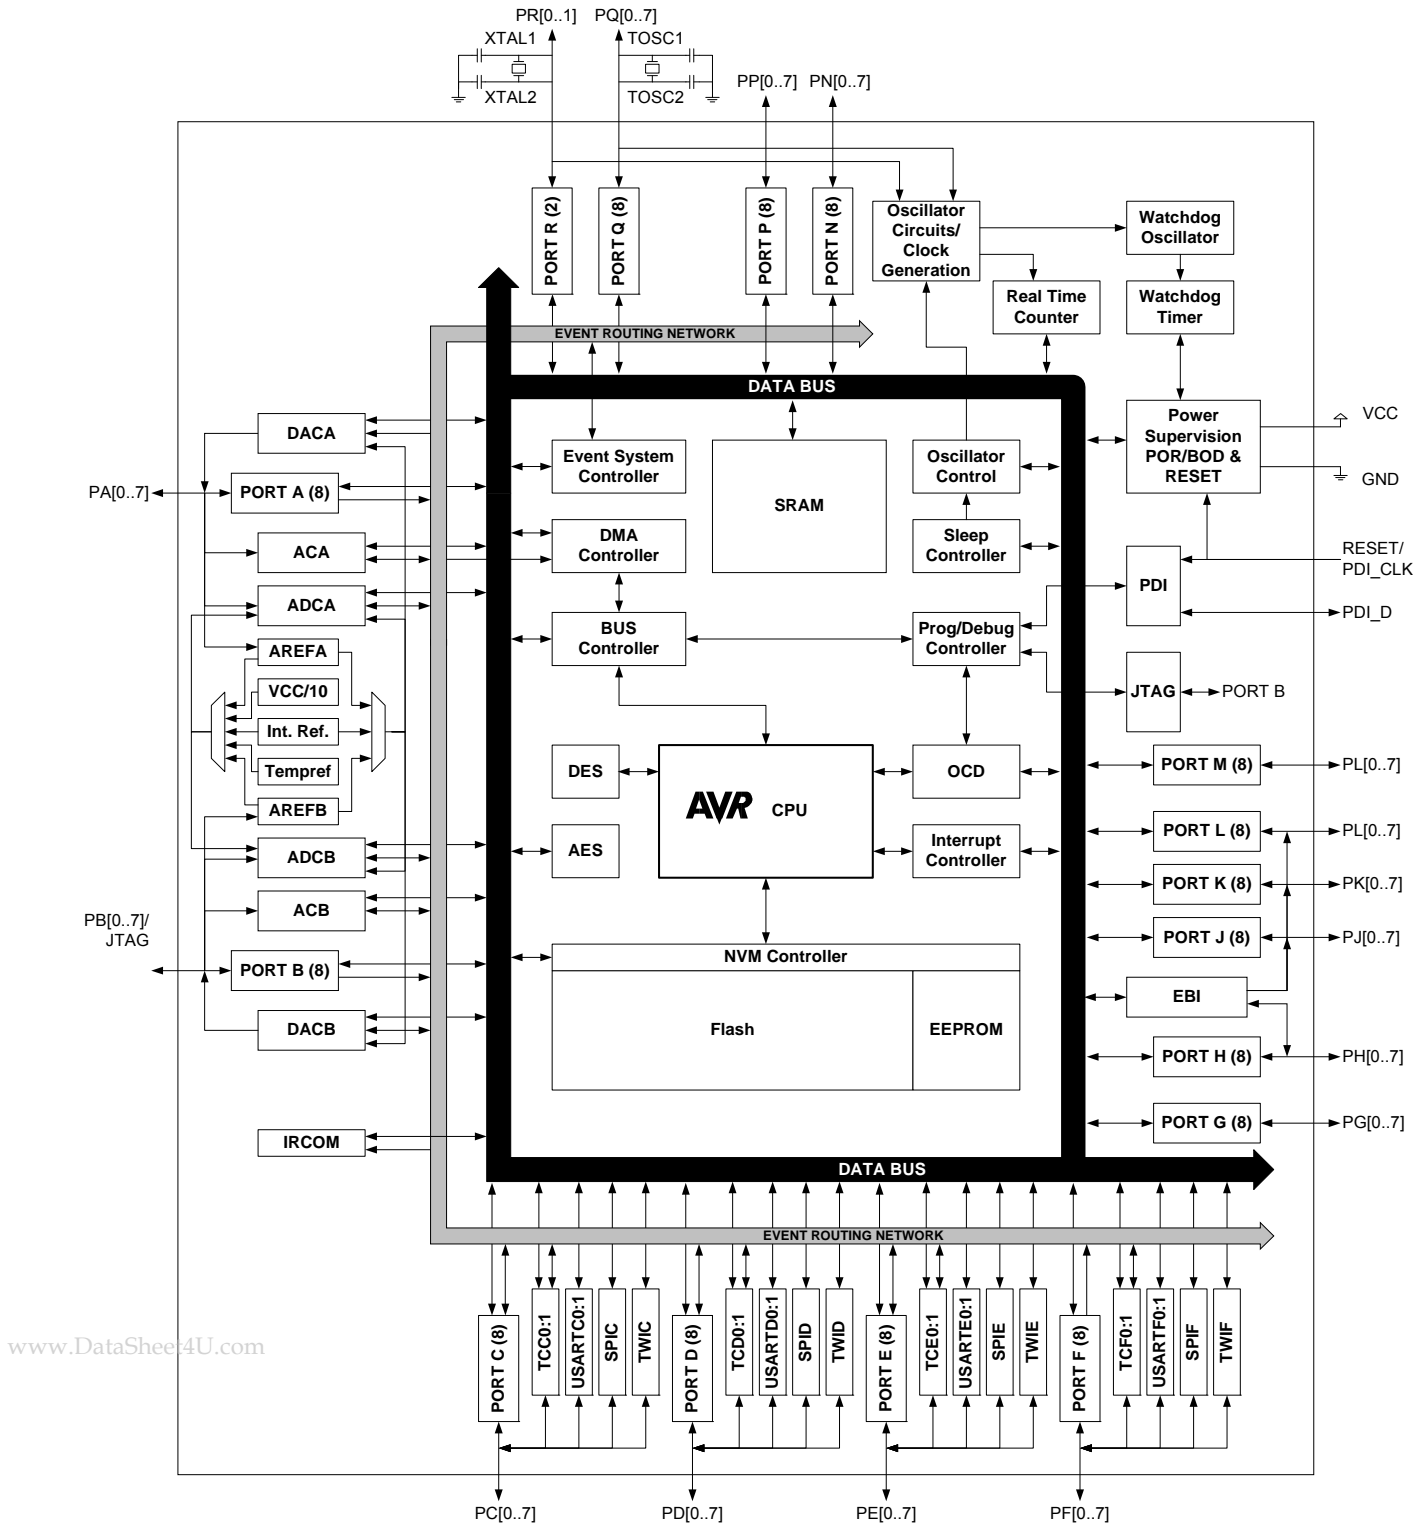 PR[0..1] PQ[0..7]
XTAL1 TOSC1
XTAL2 TOSC2
PP[0..7] PN[0..7]
PORT R (2)
PORT Q (8)
PORT P (8)
PORT N (8)
Oscillator
Circuits/
Clock
Generation
Watchdog
Oscillator
Real Time
Counter
Watchdog
Timer
EVENT ROUTING NETWORK
DATA BUS
DACA
PA[0..7]
PORT A (8)
ACA
ADCA
AREFA
VCC/10
Int. Ref.
Tempref
AREFB
ADCB
ACB
PB[0..7]/
JTAG
PORT B (8)
DACB
IRCOM
Event System
Controller
SRAM
Oscillator
Control
DMA
Controller
Sleep
Controller
BUS
Controller
Prog/Debug
Controller
DES
AVR CPU
OCD
AES
Interrupt
Controller
NVM Controller
Flash
EEPROM
Power
Supervision
POR/BOD &
RESET
VCC
GND
RESET/
PDI_CLK
PDI
PDI_D
JTAG
PORT B
PORT M (8)
PL[0..7]
PORT L (8)
PL[0..7]
PORT K (8)
PK[0..7]
PORT J (8)
PJ[0..7]
EBI
PORT H (8)
PH[0..7]
PORT G (8)
PG[0..7]
DATA BUS
EVENT ROUTING NETWORK
PORT C (8)
TCC0:1
USARTC0:1
SPIC
TWIC
PORT D (8)
TCD0:1
USARTD0:1
SPID
TWID
PORT E (8)
TCE0:1
USARTE0:1
SPIE
TWIE
PORT F (8)
TCF0:1
USARTF0:1
SPIF
TWIF
www.DataSheet4U.com
PC[0..7] PD[0..7] PE[0..7] PF[0..7]